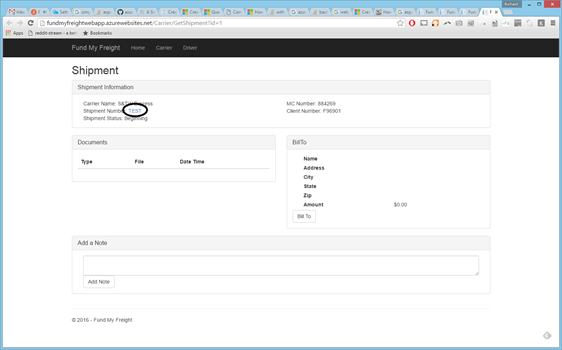 fundmyfreightwebapp.azurewebsites.net/Carrier/GetShipment?id=1
Apps reddit-stream - a ber Bookmarks
Fund My Freight Home Carrier Driver
Shipment
Shipment Information
Carrier Name:
MC Number: 884269
Shipment Number: TEST
Client Number: F96901
Shipment Status: Beginning
Documents
Type File Date Time
BillTo
Name
Address
City
State
Zip
Amount $0.00
Bill To
Add a Note
Add Note
© 2016 - Fund My Freight